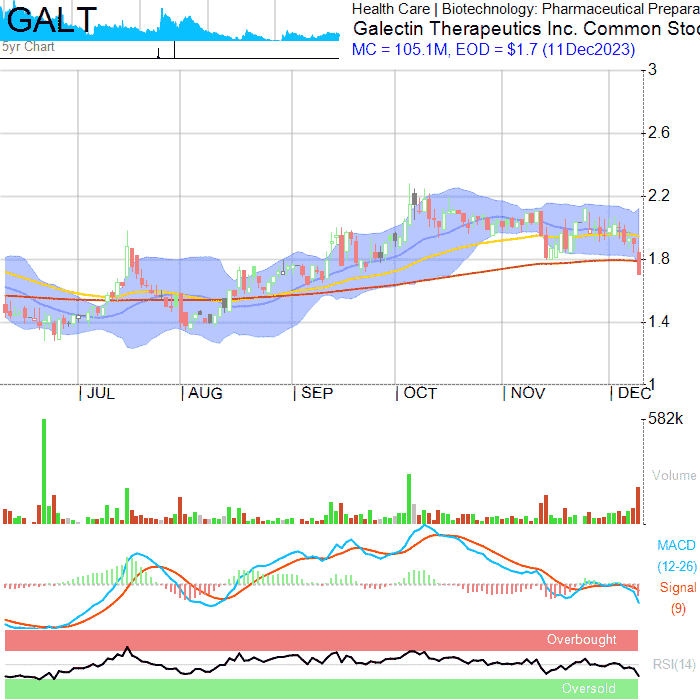 GALT
5yr Chart
Health Care | Biotechnology: Pharmaceutical Prepara
Galectin Therapeutics Inc. Common Stoc
MC = 105.1M, EOD = $1.7 (11Dec2023)
3
2.6
2.2
1.8
1.4
1
| JUL
| AUG
| SEP
| OCT
| NOV
| DEC
582k
Volume
MACD
(12-26)
Signal
(9)
Overbought
RSI(14)
Oversold